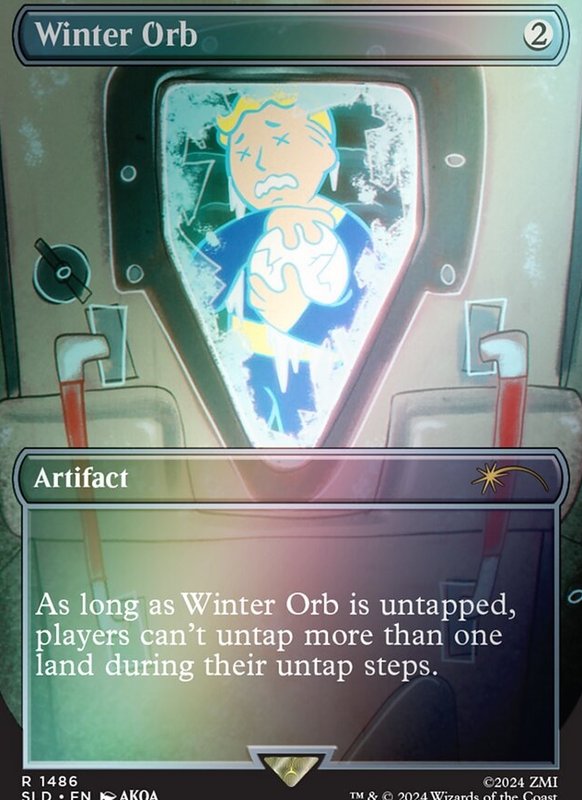 Winter Orb 2
Artifact
As long as Winter Orb is untapped,
players can't untap more than one
land during their untap steps.
R 1486 ©2024 ZMI
SLD • EN AKQA ™ & © 2024 Wizards of the Coast